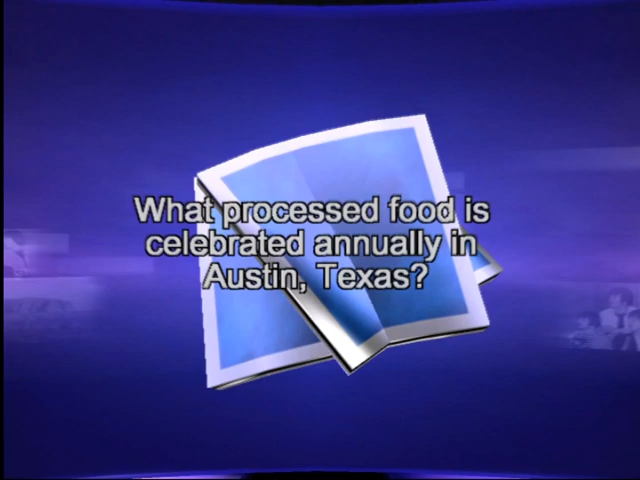 What processed food is
celebrated annually in
Austin, Texas?